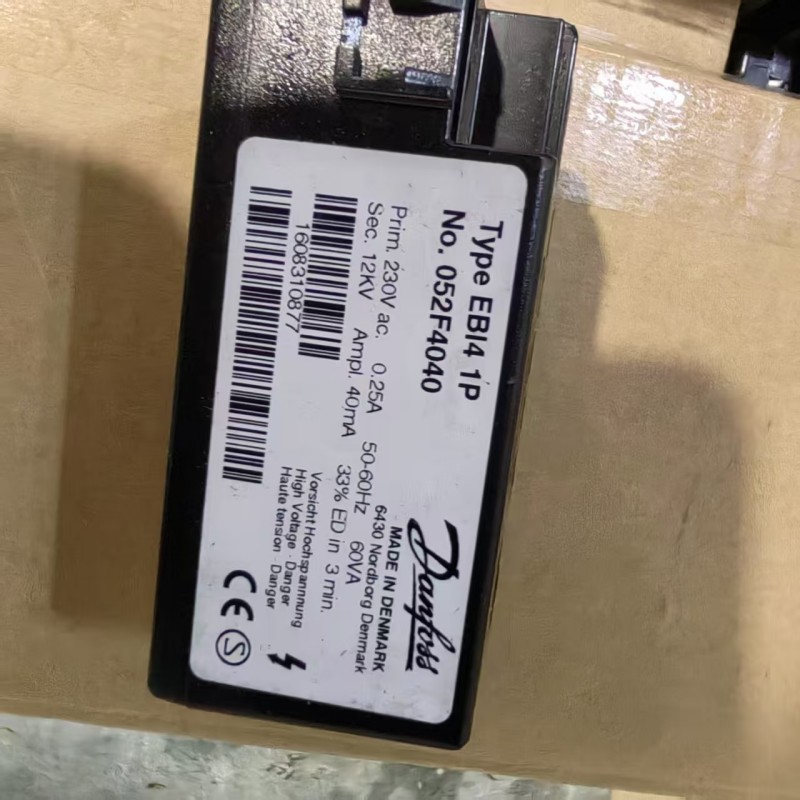 Type EBI4 1P
No. 052F4040
Danfoss
MADE IN DENMARK
6430 Nordborg Denmark
Prim. 230V ac. 0.25A 50-60Hz 60VA
Sec. 12KV Ampl. 40mA 33% ED in 3 min.
Vorsicht Hochspannnung
High Voltage - Danger
Haute tension - Danger
1608310877
CE
S